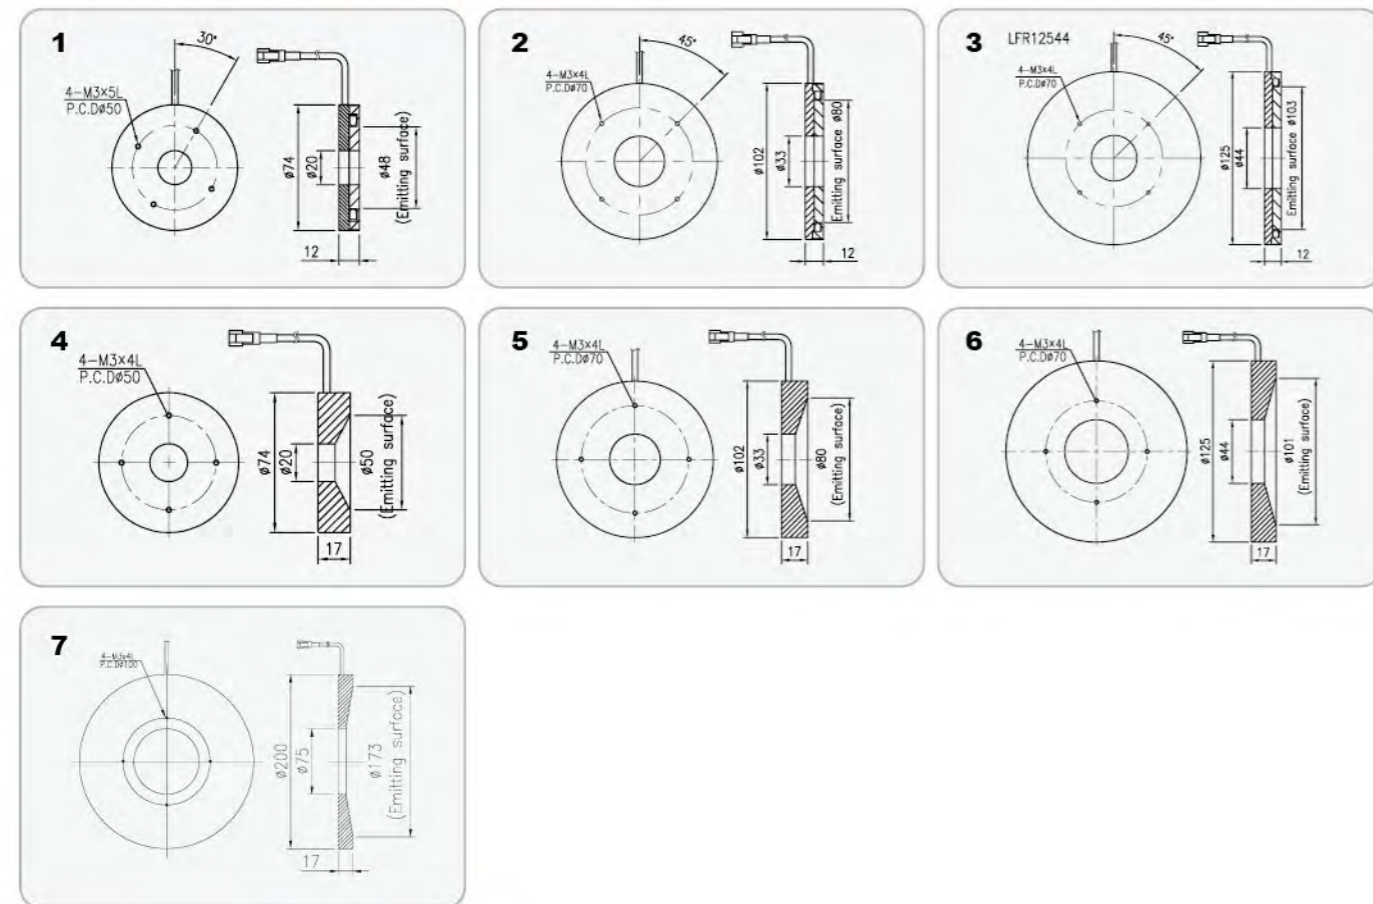 1
30°
4-M3×5L
P.C.DØ50
Ø74
Ø20
Ø48
(Emitting surface)
12
2
45°
4-M3×4L
P.C.DØ70
Ø102
Ø33
Emitting surface Ø80
12
3 LFR12544
45°
4-M3×4L
P.C.DØ70
Ø125
Ø44
Emitting surface Ø103
12
4
4-M3×4L
P.C.DØ50
Ø74
Ø20
Ø50
(Emitting surface)
17
5
4-M3×4L
P.C.DØ70
Ø102
Ø33
Ø80
(Emitting surface)
17
6
4-M3×4L
P.C.DØ70
Ø125
Ø44
Ø101
(Emitting surface)
17
7
4-M3×4L
P.C.DØ100
Ø200
Ø75
Ø173
(Emitting surface)
17